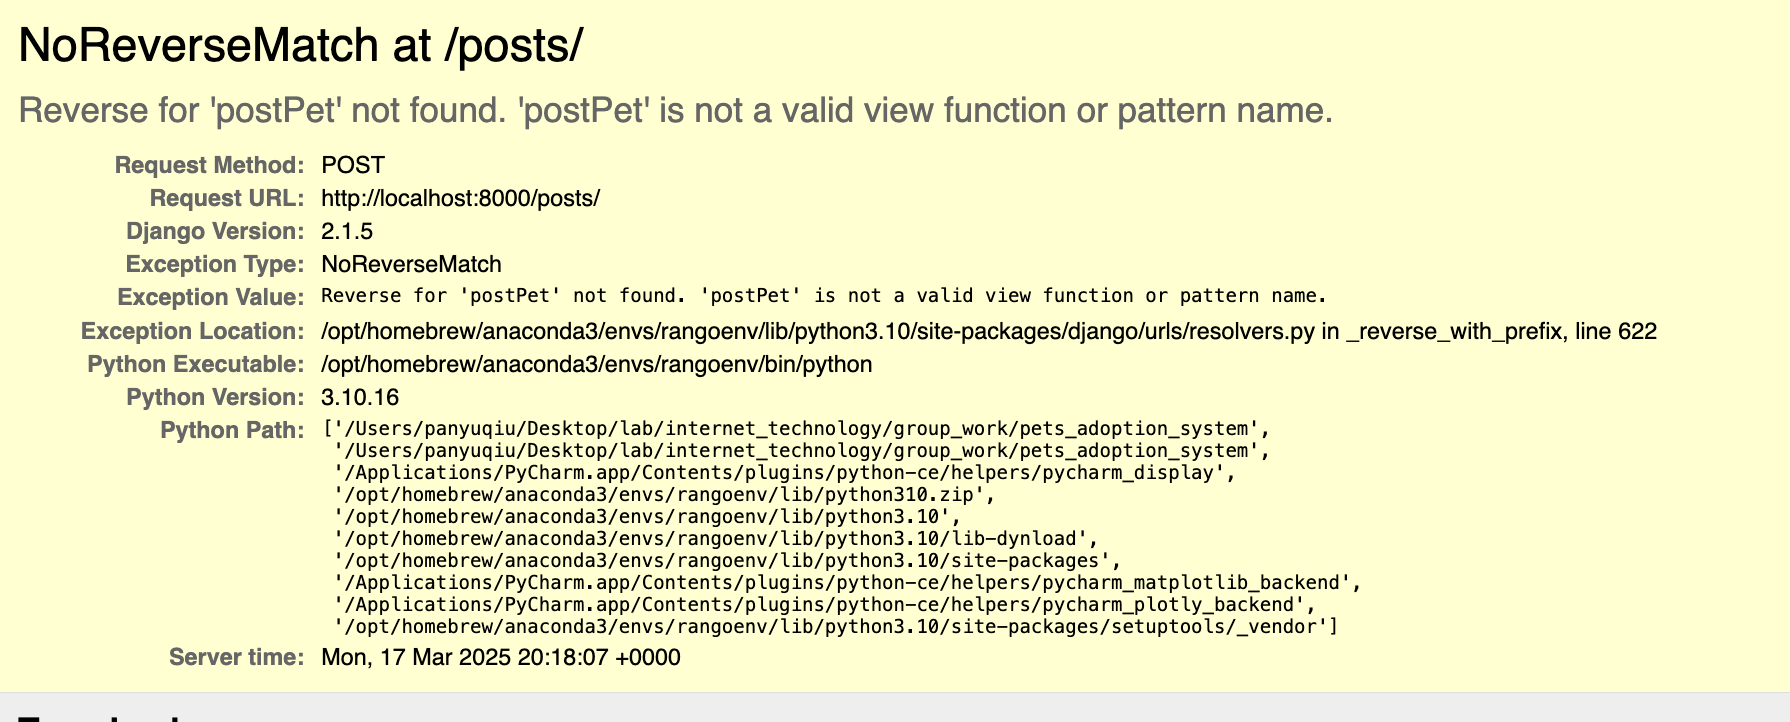 NoReverseMatch at /posts/
Reverse for 'postPet' not found. 'postPet' is not a valid view function or pattern name.
Request Method: POST
Request URL: http://localhost:8000/posts/
Django Version: 2.1.5
Exception Type: NoReverseMatch
Exception Value: Reverse for 'postPet' not found. 'postPet' is not a valid view function or pattern name.
Exception Location: /opt/homebrew/anaconda3/envs/rangoenv/lib/python3.10/site-packages/django/urls/resolvers.py in _reverse_with_prefix, line 622
Python Executable: /opt/homebrew/anaconda3/envs/rangoenv/bin/python
Python Version: 3.10.16
Python Path: ['/Users/panyuqiu/Desktop/lab/internet_technology/group_work/pets_adoption_system',
'/Users/panyuqiu/Desktop/lab/internet_technology/group_work/pets_adoption_system',
'/Applications/PyCharm.app/Contents/plugins/python-ce/helpers/pycharm_display',
'/opt/homebrew/anaconda3/envs/rangoenv/lib/python310.zip',
'/opt/homebrew/anaconda3/envs/rangoenv/lib/python3.10',
'/opt/homebrew/anaconda3/envs/rangoenv/lib/python3.10/lib-dynload',
'/opt/homebrew/anaconda3/envs/rangoenv/lib/python3.10/site-packages',
'/Applications/PyCharm.app/Contents/plugins/python-ce/helpers/pycharm_matplotlib_backend',
'/Applications/PyCharm.app/Contents/plugins/python-ce/helpers/pycharm_plotly_backend',
'/opt/homebrew/anaconda3/envs/rangoenv/lib/python3.10/site-packages/setuptools/_vendor']
Server time: Mon, 17 Mar 2025 20:18:07 +0000